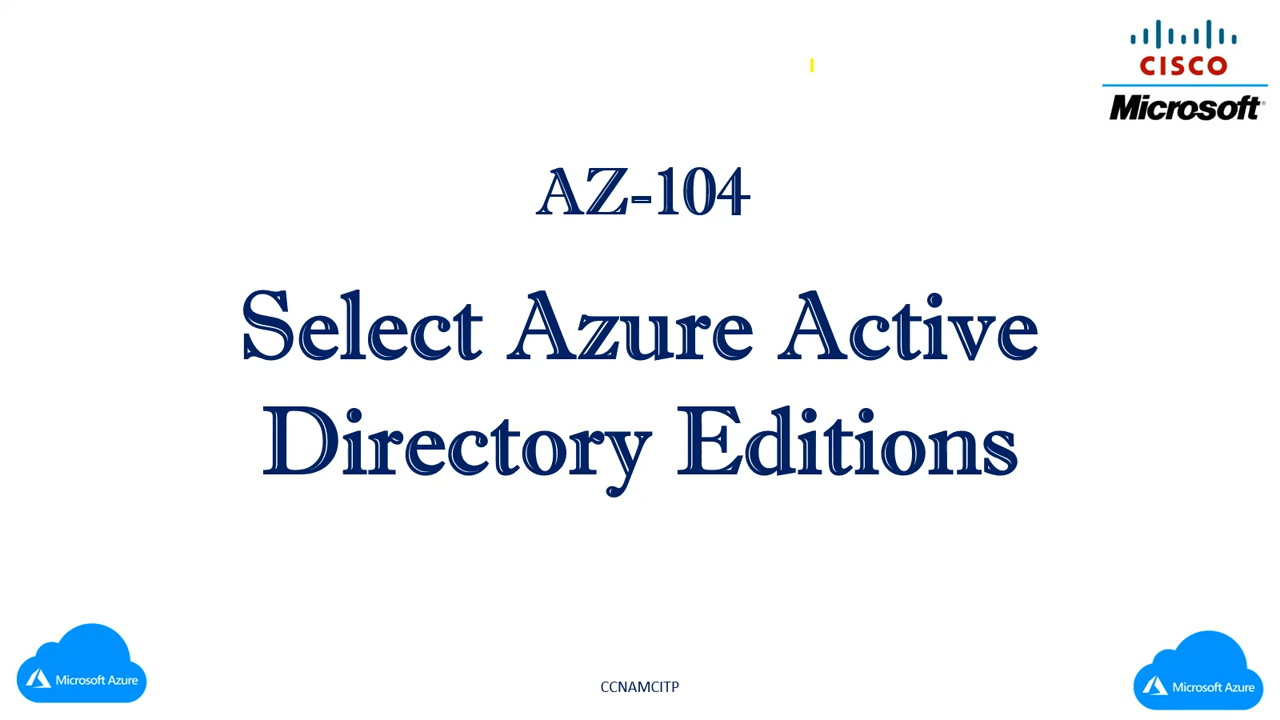 CISCO
Microsoft
AZ-104
Select Azure Active
Directory Editions
Microsoft Azure
CCNAMCITP
Microsoft Azure